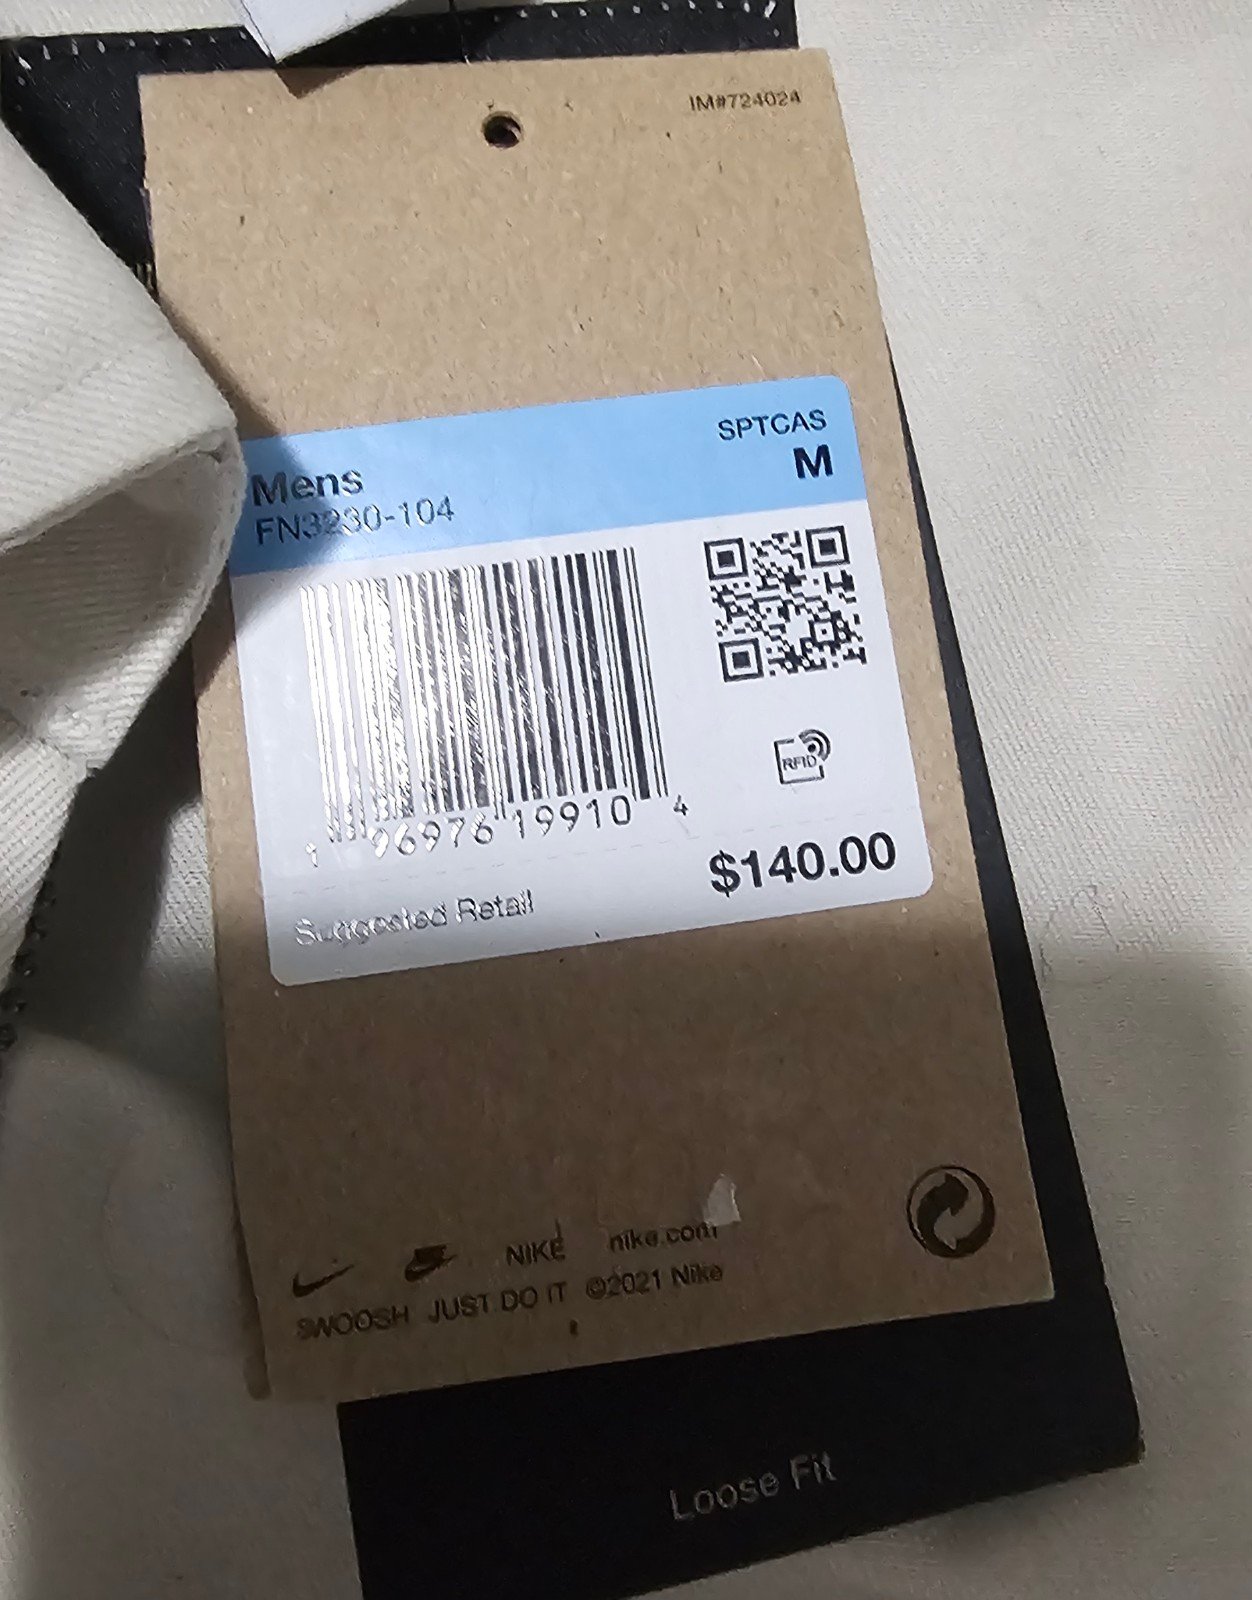 IM#724024
SPTCAS
Mens M
FN3230-104
RFID
1 96976 19910 4
$140.00
Suggested Retail
NIKE nike.com
SWOOSH JUST DO IT ©2021 Nike
Loose Fit